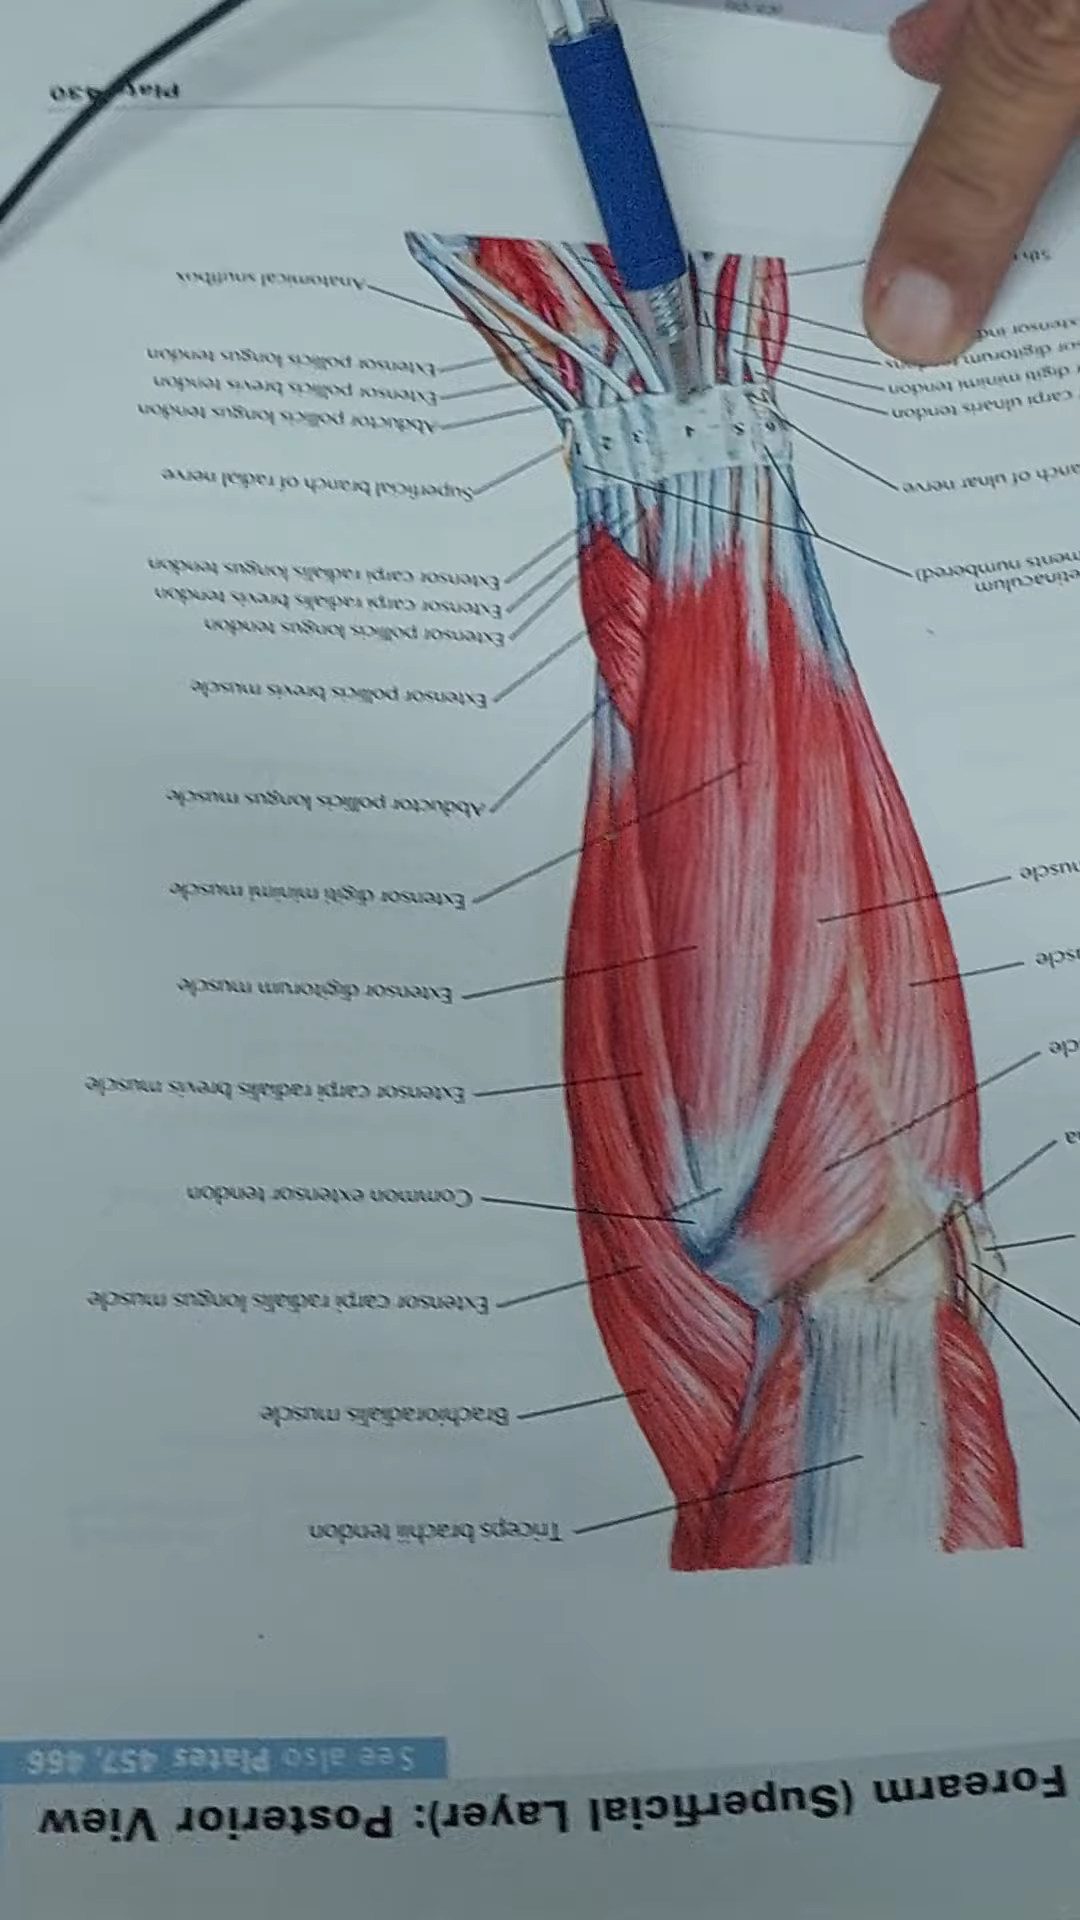 Forearm (Superficial Layer): Posterior View
See also Plates 457, 466
Triceps brachii tendon
Brachioradialis muscle
Extensor carpi radialis longus muscle
Common extensor tendon
Extensor carpi radialis brevis muscle
Extensor digitorum muscle
Extensor digiti minimi muscle
Abductor pollicis longus muscle
Extensor pollicis brevis muscle
Extensor pollicis longus tendon
Extensor carpi radialis brevis tendon
Extensor carpi radialis longus tendon
Superficial branch of radial nerve
Abductor pollicis longus tendon
Extensor pollicis brevis tendon
Extensor pollicis longus tendon
Anatomical snuffbox
of ulnar nerve
carpi ulnaris tendon
digiti minimi tendon
digitorum
numbered)
6 5 4 3 2 1